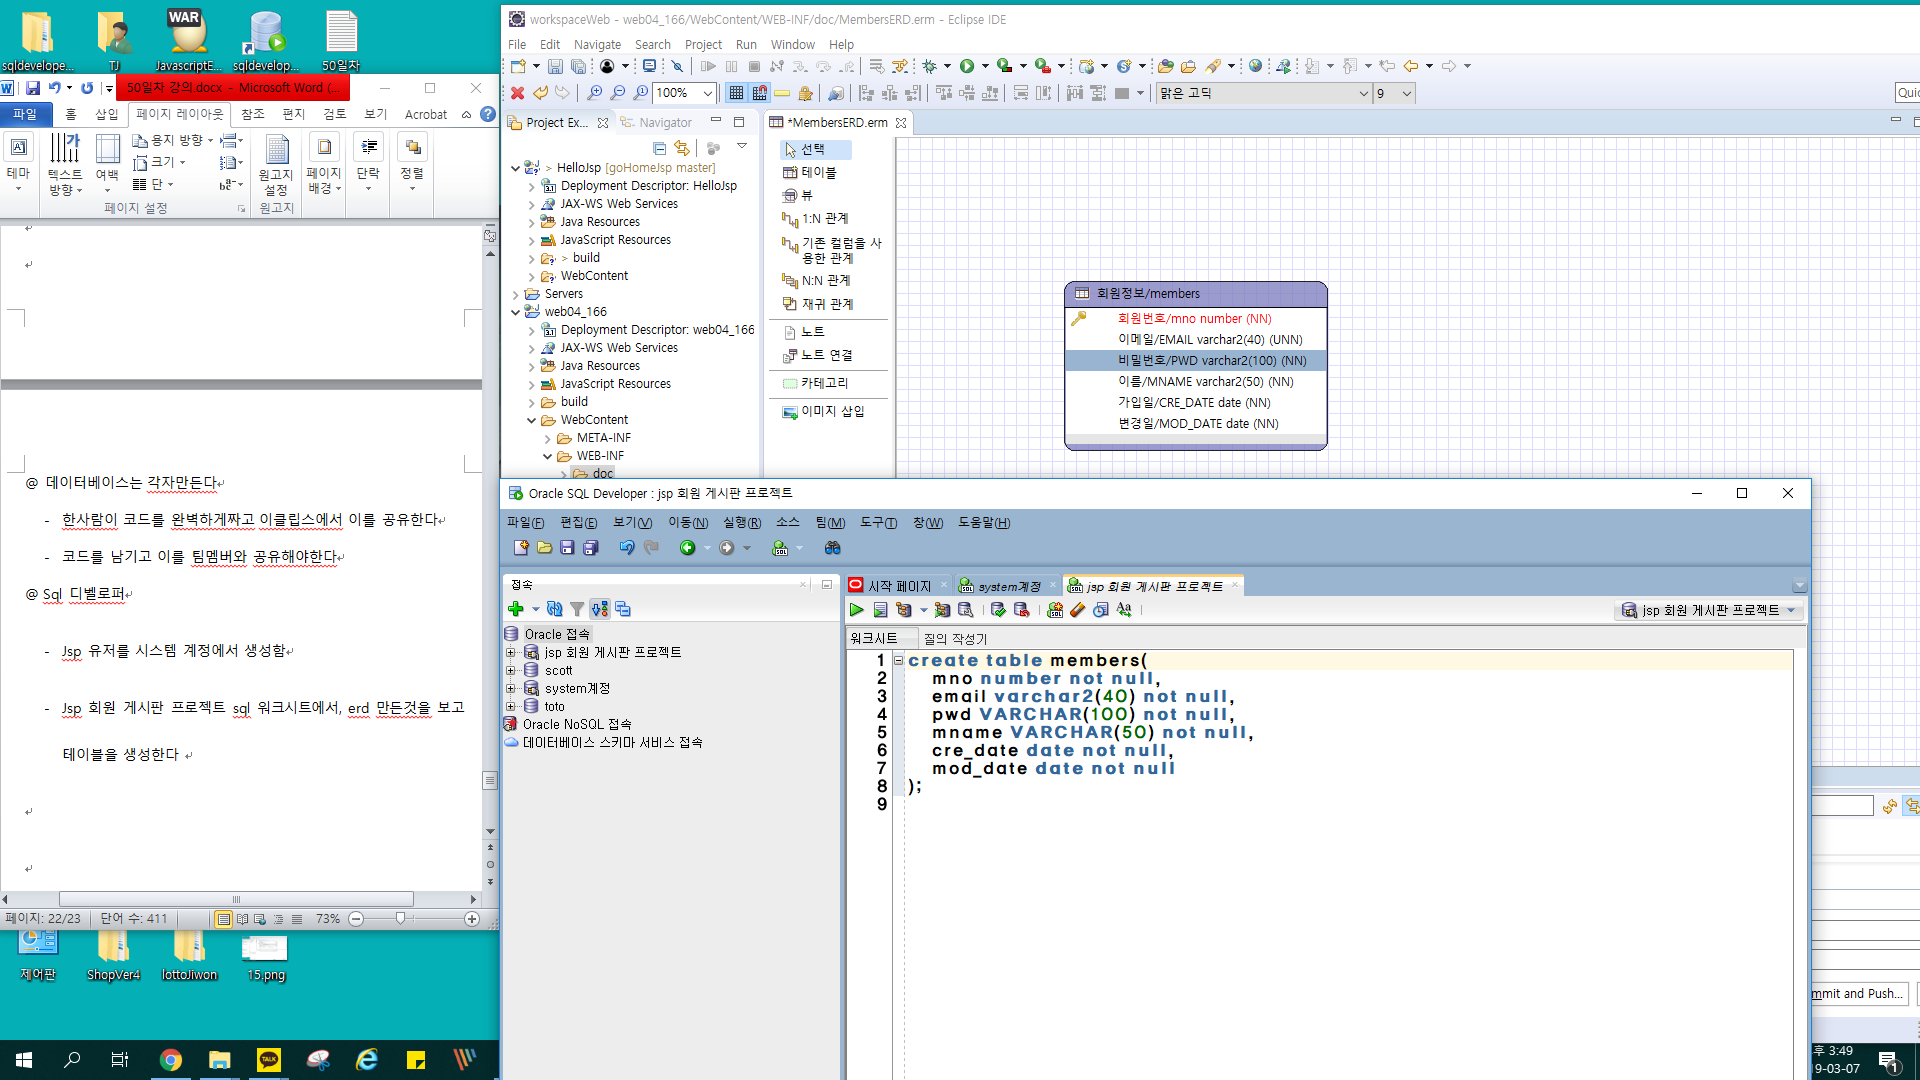 sqldevelope...
TJ
WAR
JavascriptE...
sqldevelop...
50일차
50일차 강의.docx - Microsoft Word (...
파일
홈
삽입
페이지 레이아웃
참조
편지
검토
보기
Acrobat
테마
텍스트 방향
여백
용지 방향
크기
단
원고지 설정
페이지 배경
단락
정렬
페이지 설정
원고지
@ 데이터베이스는 각자만든다
- 한사람이 코드를 완벽하게짜고 이클립스에서 이를 공유한다
- 코드를 남기고 이를 팀멤버와 공유해야한다
@ Sql 디벨로퍼
- Jsp 유저를 시스템 계정에서 생성함
- Jsp 회원 게시판 프로젝트 sql 워크시트에서, erd 만든것을 보고
테이블을 생성한다
페이지: 22/23
단어 수: 411
73%
제어판
ShopVer4
lottoJiwon
15.png
workspaceWeb - web04_166/WebContent/WEB-INF/doc/MembersERD.erm - Eclipse IDE
File Edit Navigate Search Project Run Window Help
100%
맑은 고딕
9
Quic
Project Ex...
Navigator
*MembersERD.erm
> HelloJsp [goHomeJsp master]
Deployment Descriptor: HelloJsp
JAX-WS Web Services
Java Resources
JavaScript Resources
> build
WebContent
Servers
web04_166
Deployment Descriptor: web04_166
JAX-WS Web Services
Java Resources
JavaScript Resources
build
WebContent
META-INF
WEB-INF
doc
선택
테이블
뷰
1:N 관계
기존 컬럼을 사
용한 관계
N:N 관계
재귀 관계
노트
노트 연결
카테고리
이미지 삽입
회원정보/members
회원번호/mno number (NN)
이메일/EMAIL varchar2(40) (UNN)
비밀번호/PWD varchar2(100) (NN)
이름/MNAME varchar2(50) (NN)
가입일/CRE_DATE date (NN)
변경일/MOD_DATE date (NN)
Oracle SQL Developer : jsp 회원 게시판 프로젝트
파일(F) 편집(E) 보기(V) 이동(N) 실행(R) 소스 팀(M) 도구(T) 창(W) 도움말(H)
접속
Oracle 접속
jsp 회원 게시판 프로젝트
scott
system계정
toto
Oracle NoSQL 접속
데이터베이스 스키마 서비스 접속
시작 페이지
system계정
jsp 회원 게시판 프로젝트
Aa
jsp 회원 게시판 프로젝트
워크시트
질의 작성기
1 create table members(
2 mno number not null,
3 email varchar2(40) not null,
4 pwd VARCHAR(100) not null,
5 mname VARCHAR(50) not null,
6 cre_date date not null,
7 mod_date date not null
8 );
9
mmit and Push...
TALK
후 3:49
19-03-07
1